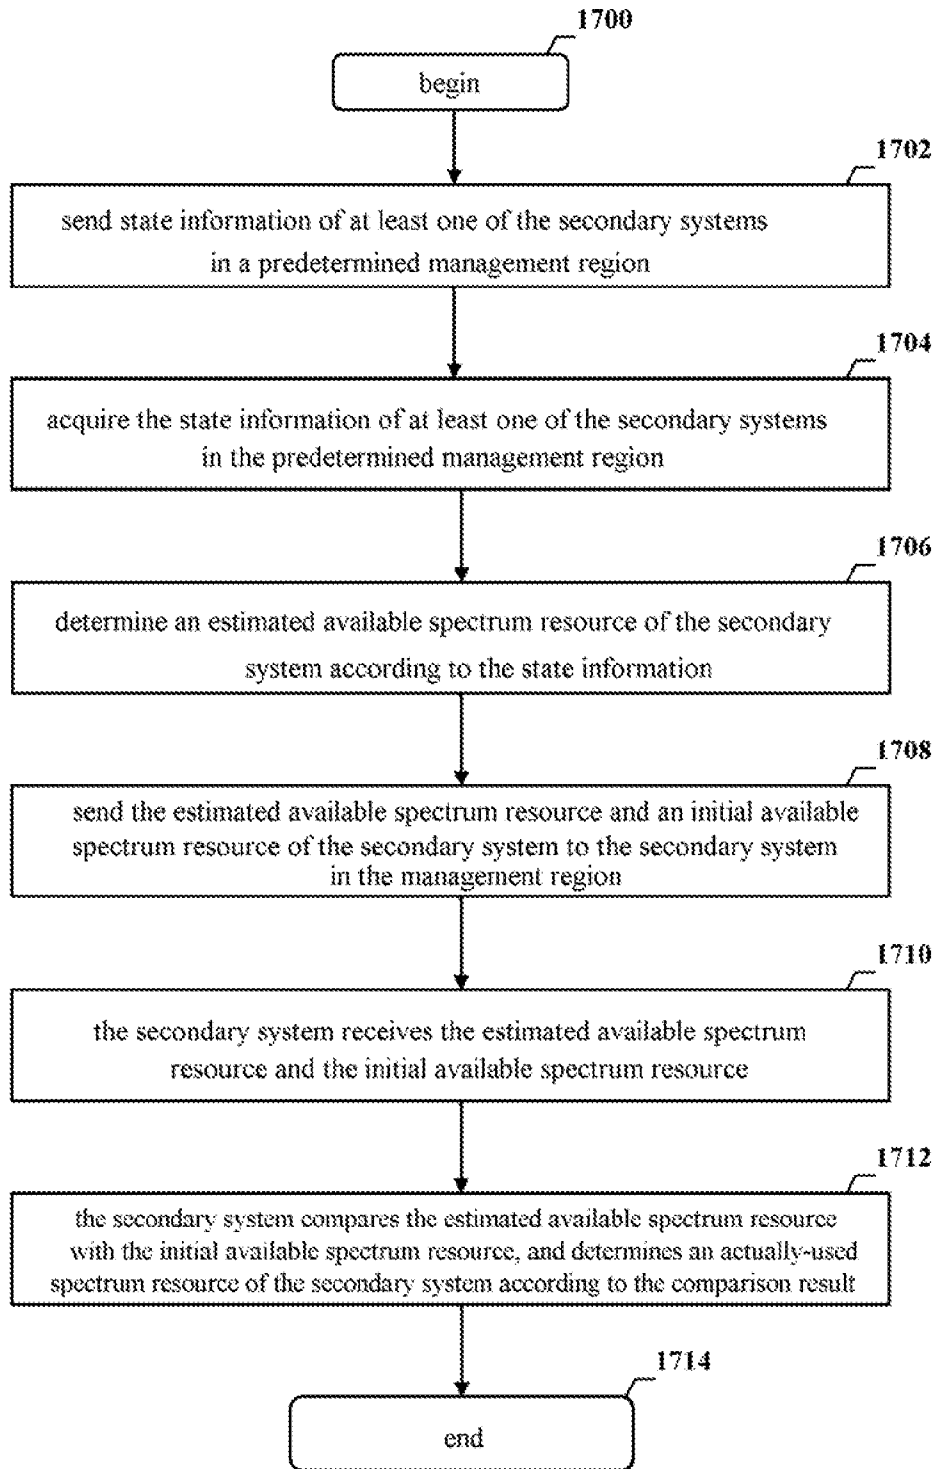 1700
begin
1702
send state information of at least one of the secondary systems
in a predetermined management region
1704
acquire the state information of at least one of the secondary systems
in the predetermined management region
1706
determine an estimated available spectrum resource of the secondary
system according to the state information
1708
send the estimated available spectrum resource and an initial available
spectrum resource of the secondary system to the secondary system
in the management region
1710
the secondary system receives the estimated available spectrum
resource and the initial available spectrum resource
1712
the secondary system compares the estimated available spectrum resource
with the initial available spectrum resource, and determines an actually-used
spectrum resource of the secondary system according to the comparison result
1714
end